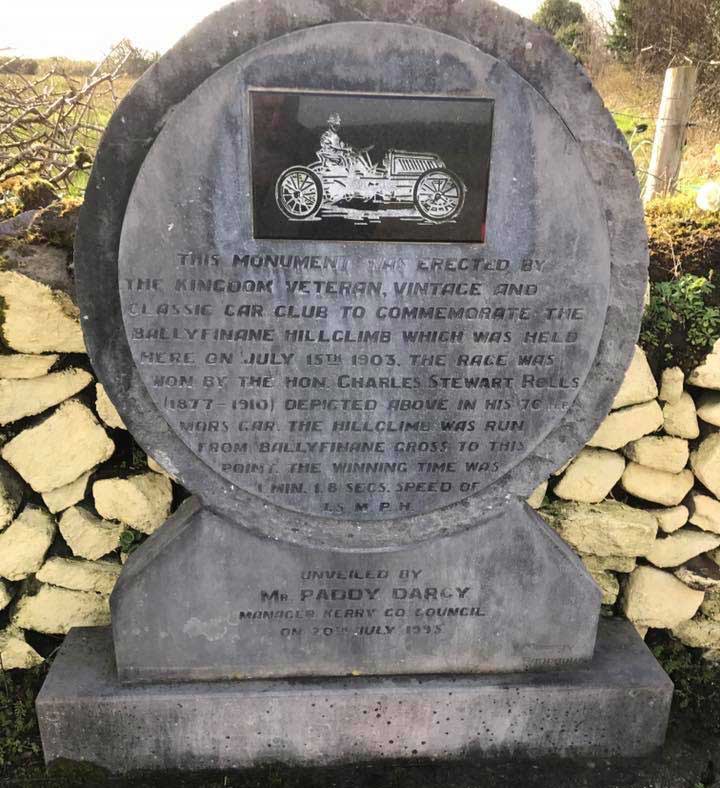 THIS MONUMENT WAS ERECTED BY
THE KINGDOM VETERAN, VINTAGE AND
CLASSIC CAR CLUB TO COMMEMORATE THE
BALLYFINANE HILLCLIMB WHICH WAS HELD
HERE ON JULY 15TH 1903. THE RACE WAS
WON BY THE HON. CHARLES STEWART ROLLS
(1877-1910) DEPICTED ABOVE IN HIS 70
MORS CAR. THE HILLCLIMB WAS RUN
FROM BALLYFINANE CROSS TO THIS
POINT. THE WINNING TIME WAS
1 MIN. 1.8 SECS. SPEED OF
M.P.H.
UNVEILED BY
MR. PADDY DARCY
MANAGER KERRY CO COUNCIL
ON JULY